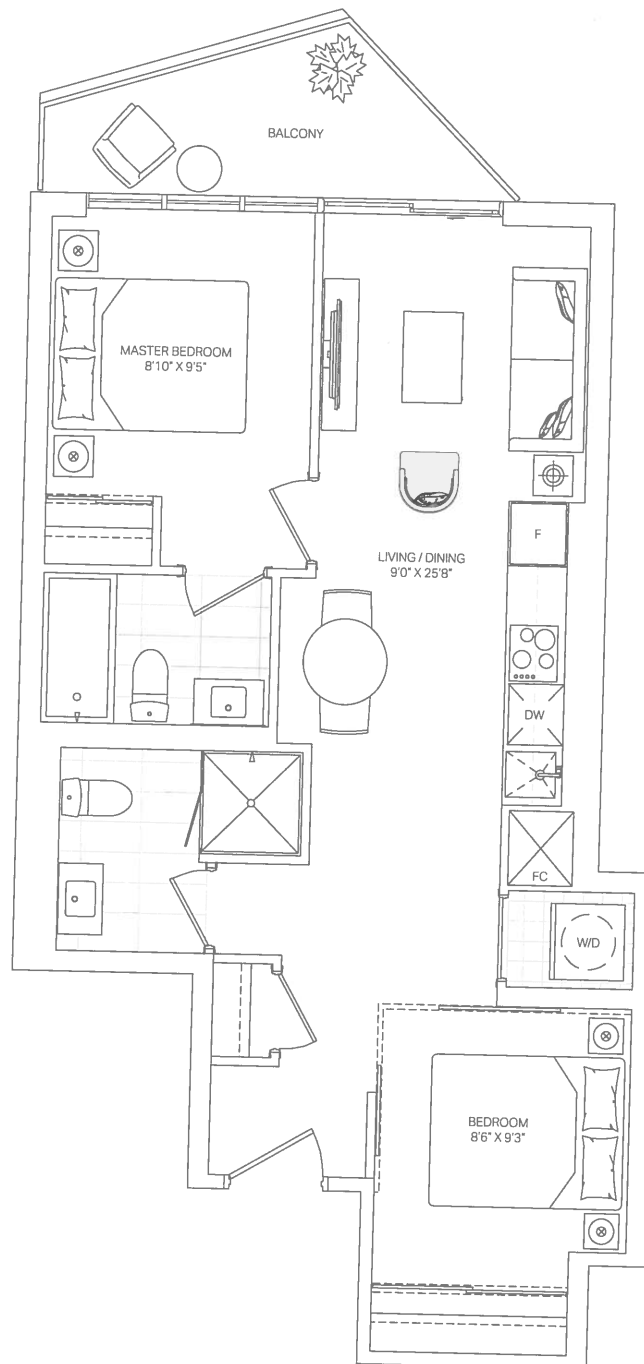 BALCONY
MASTER BEDROOM
8'10" X 9'5"
F
LIVING / DINING
9'0" X 25'8"
DW
FC
W/D
BEDROOM
8'6" X 9'3"